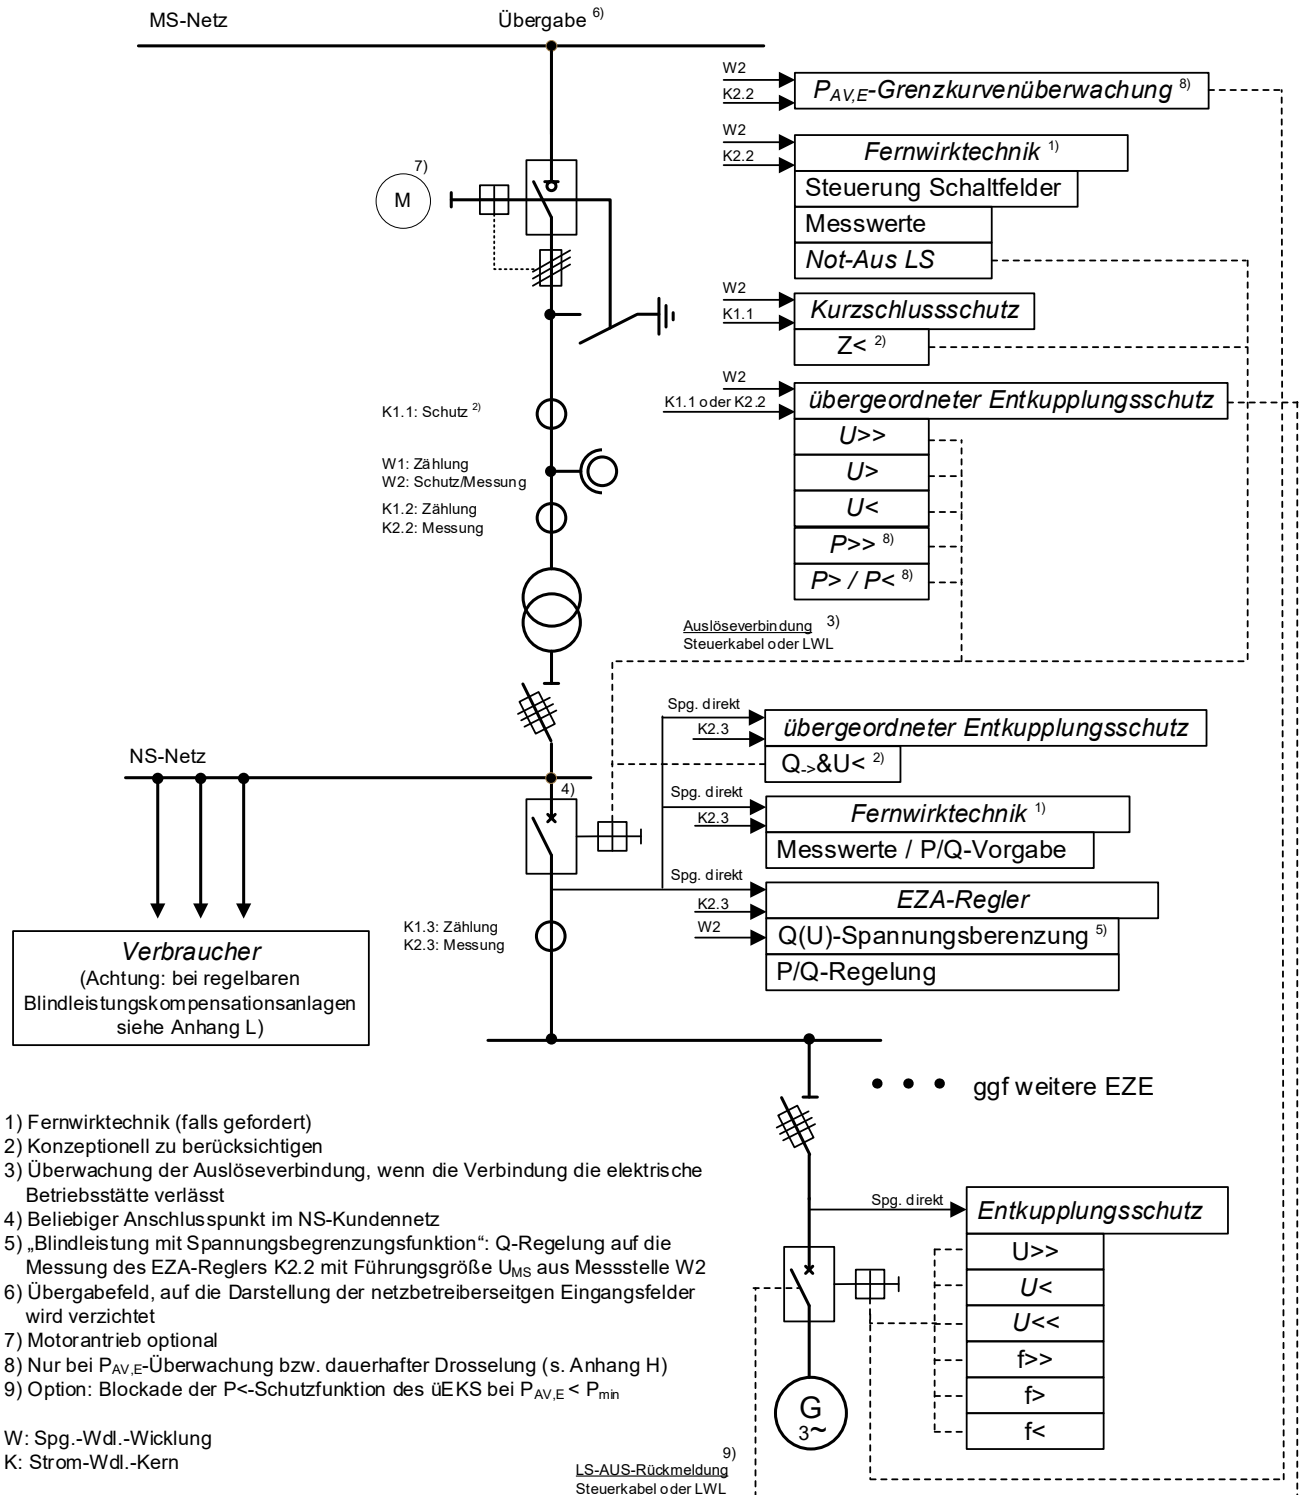 MS-Netz
Übergabe 6)
W2
K2.2
P_AV,E-Grenzkurvenüberwachung 8)
W2
K2.2
Fernwirktechnik 1)
Steuerung Schaltfelder
Messwerte
Not-Aus LS
7)
M
W2
K1.1
Kurzschlussschutz
Z< 2)
W2
K1.1 oder K2.2
übergeordneter Entkupplungsschutz
U>>
U>
U<
P>> 8)
P> / P< 8)
K1.1: Schutz 2)
W1: Zählung
W2: Schutz/Messung
K1.2: Zählung
K2.2: Messung
Auslöseverbindung 3)
Steuerkabel oder LWL
Spg. direkt
K2.3
übergeordneter Entkupplungsschutz
Q->&U< 2)
NS-Netz
4)
Spg. direkt
K2.3
Fernwirktechnik 1)
Messwerte / P/Q-Vorgabe
Spg. direkt
K2.3
W2
EZA-Regler
Q(U)-Spannungsberenzung 5)
P/Q-Regelung
K1.3: Zählung
K2.3: Messung
Verbraucher
(Achtung: bei regelbaren
Blindleistungskompensationsanlagen
siehe Anhang L)
• • • ggf weitere EZE
1) Fernwirktechnik (falls gefordert)
2) Konzeptionell zu berücksichtigen
3) Überwachung der Auslöseverbindung, wenn die Verbindung die elektrische
Betriebsstätte verlässt
4) Beliebiger Anschlusspunkt im NS-Kundennetz
5) „Blindleistung mit Spannungsbegrenzungsfunktion“: Q-Regelung auf die
Messung des EZA-Reglers K2.2 mit Führungsgröße U_MS aus Messstelle W2
6) Übergabefeld, auf die Darstellung der netzbetreiberseitgen Eingangsfelder
wird verzichtet
7) Motorantrieb optional
8) Nur bei P_AV,E-Überwachung bzw. dauerhafter Drosselung (s. Anhang H)
9) Option: Blockade der P<-Schutzfunktion des üEKS bei P_AV,E < P_min
W: Spg.-Wdl.-Wicklung
K: Strom-Wdl.-Kern
Spg. direkt
Entkupplungsschutz
U>>
U<
U<<
f>>
f>
f<
G
3~
9)
LS-AUS-Rückmeldung
Steuerkabel oder LWL